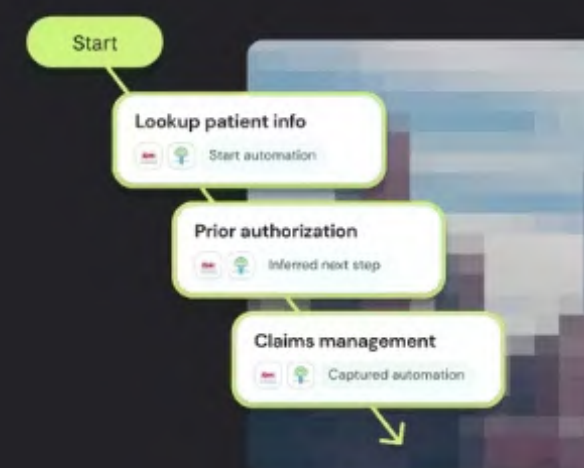 Start
Lookup patient info
Start automation
Prior authorization
Inferred next step
Claims management
Captured automation